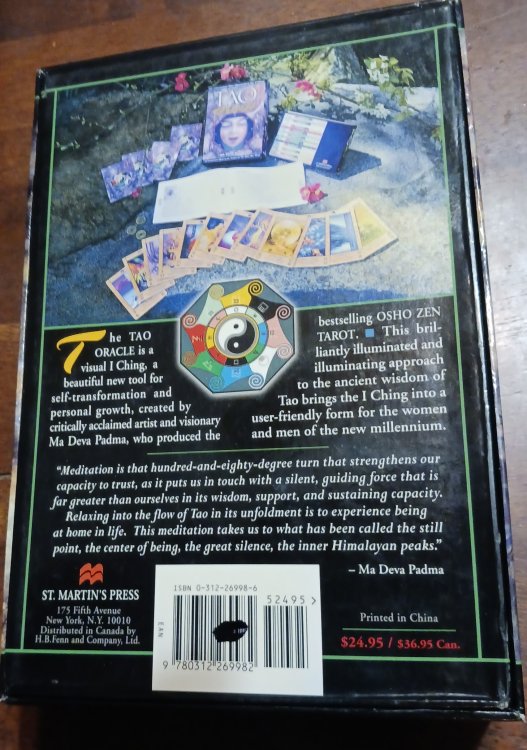 TAO
The TAO
ORACLE is a
visual I Ching, a
beautiful new tool for
self-transformation and
personal growth, created by
critically acclaimed artist and visionary
Ma Deva Padma, who produced the
bestselling OSHO ZEN
TAROT. ■ This bril-
liantly illuminated and
illuminating approach
to the ancient wisdom of
Tao brings the I Ching into a
user-friendly form for the women
and men of the new millennium.
“Meditation is that hundred-and-eighty-degree turn that strengthens our
capacity to trust, as it puts us in touch with a silent, guiding force that is
far greater than ourselves in its wisdom, support, and sustaining capacity.
Relaxing into the flow of Tao in its unfoldment is to experience being
at home in life. This meditation takes us to what has been called the still
point, the center of being, the great silence, the inner Himalayan peaks.”
– Ma Deva Padma
ST. MARTIN'S PRESS
175 Fifth Avenue
New York, N.Y. 10010
Distributed in Canada by
H.B.Fenn and Company, Ltd.
ISBN 0-312-26998-6
52495>
EAN
9 780312 269982
Printed in China
$24.95 / $36.95 Can.